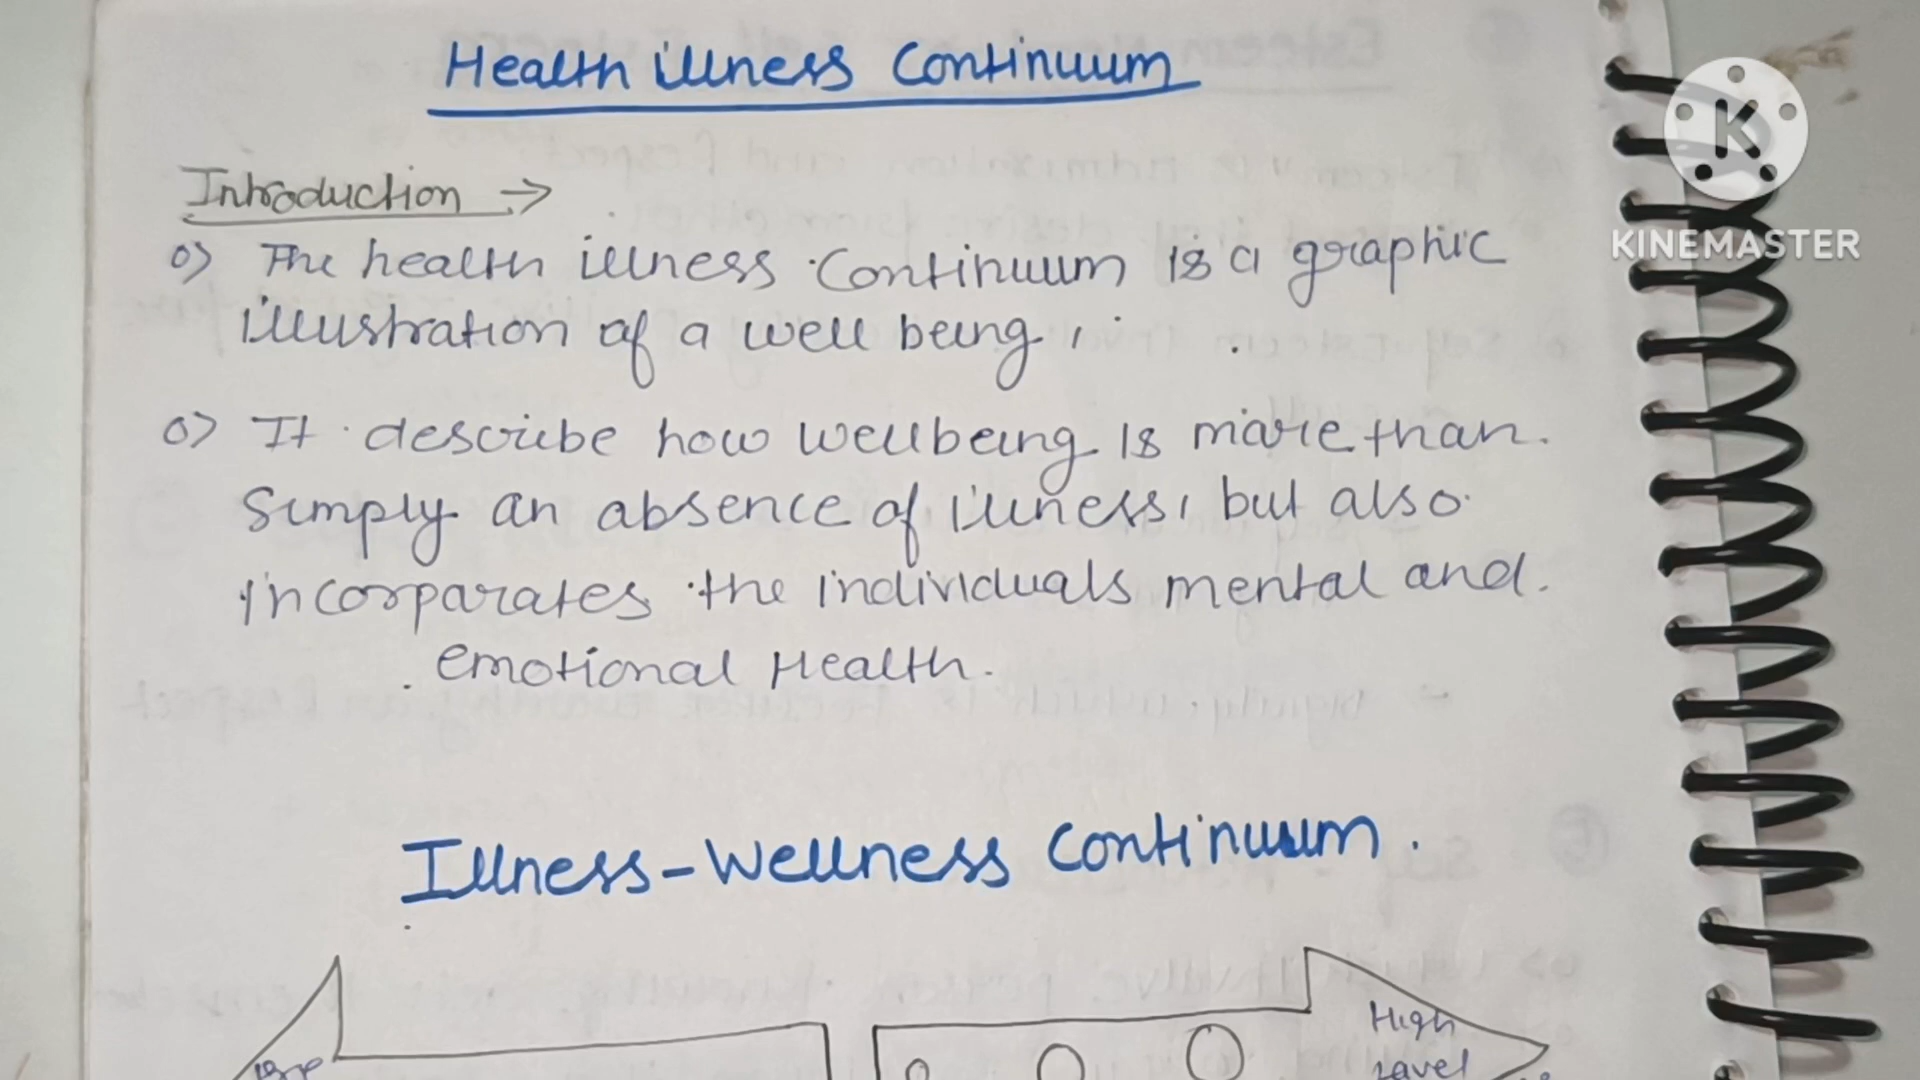 Health illness Continuum
K
KINEMASTER
Introduction →
The health illness Continuum is a graphic
illustration of a well being,
It describe how wellbeing is more than
Simply an absence of illness, but also
incorparates the individuals mental and
emotional Health.
Illness-Wellness Continuum.
High
Level